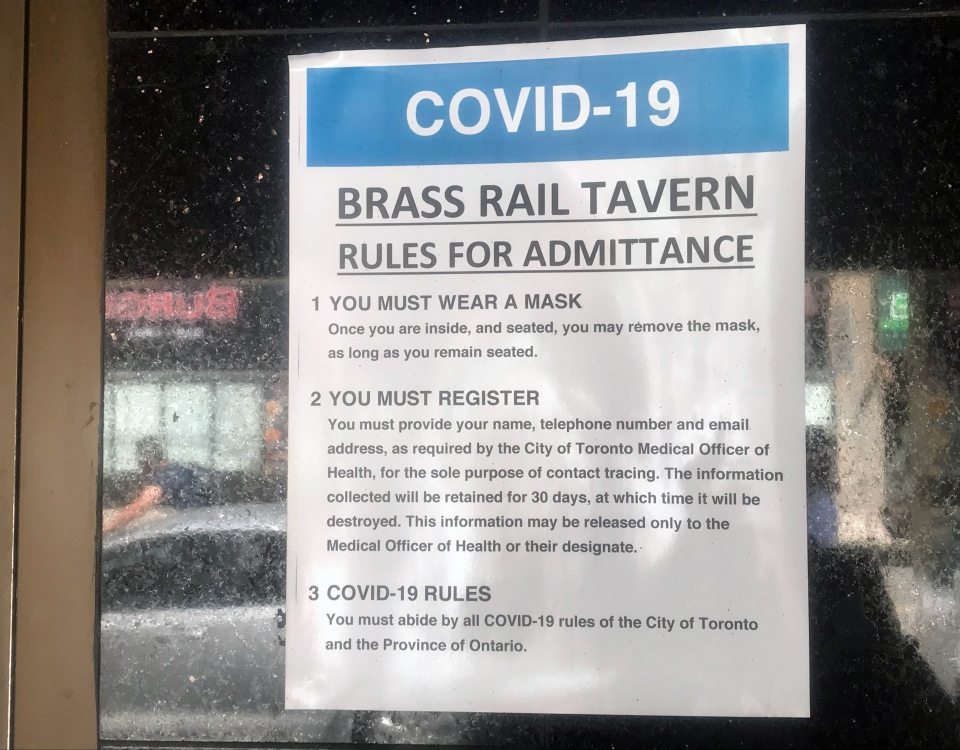 COVID-19
BRASS RAIL TAVERN
RULES FOR ADMITTANCE
1 YOU MUST WEAR A MASK
Once you are inside, and seated, you may remove the mask,
as long as you remain seated.
2 YOU MUST REGISTER
You must provide your name, telephone number and email
address, as required by the City of Toronto Medical Officer of
Health, for the sole purpose of contact tracing. The information
collected will be retained for 30 days, at which time it will be
destroyed. This information may be released only to the
Medical Officer of Health or their designate.
3 COVID-19 RULES
You must abide by all COVID-19 rules of the City of Toronto
and the Province of Ontario.